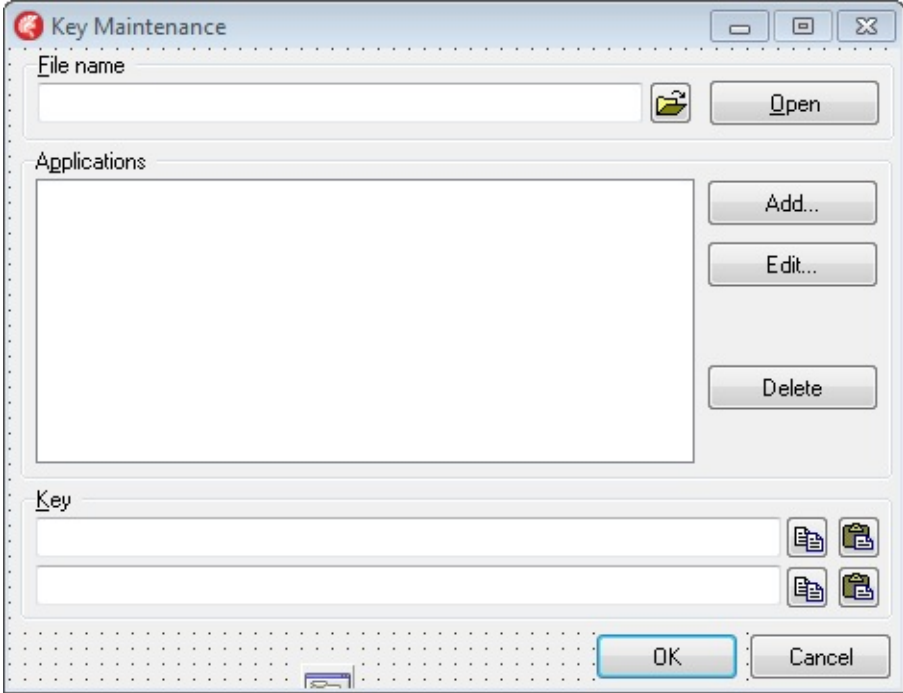 Key Maintenance
File name
Open
Applications
Add...
Edit...
Delete
Key
OK
Cancel